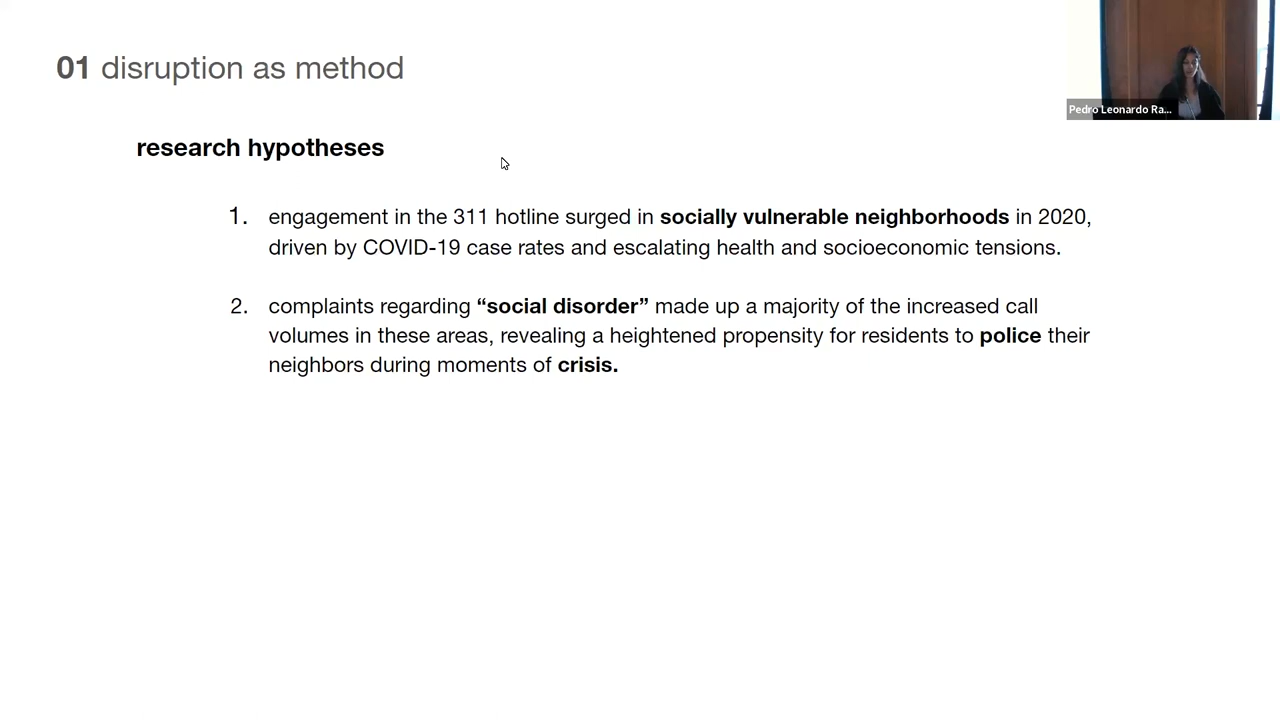 01 disruption as method
Pedro Leonardo Ra...
research hypotheses
1. engagement in the 311 hotline surged in socially vulnerable neighborhoods in 2020,
driven by COVID-19 case rates and escalating health and socioeconomic tensions.
2. complaints regarding “social disorder” made up a majority of the increased call
volumes in these areas, revealing a heightened propensity for residents to police their
neighbors during moments of crisis.